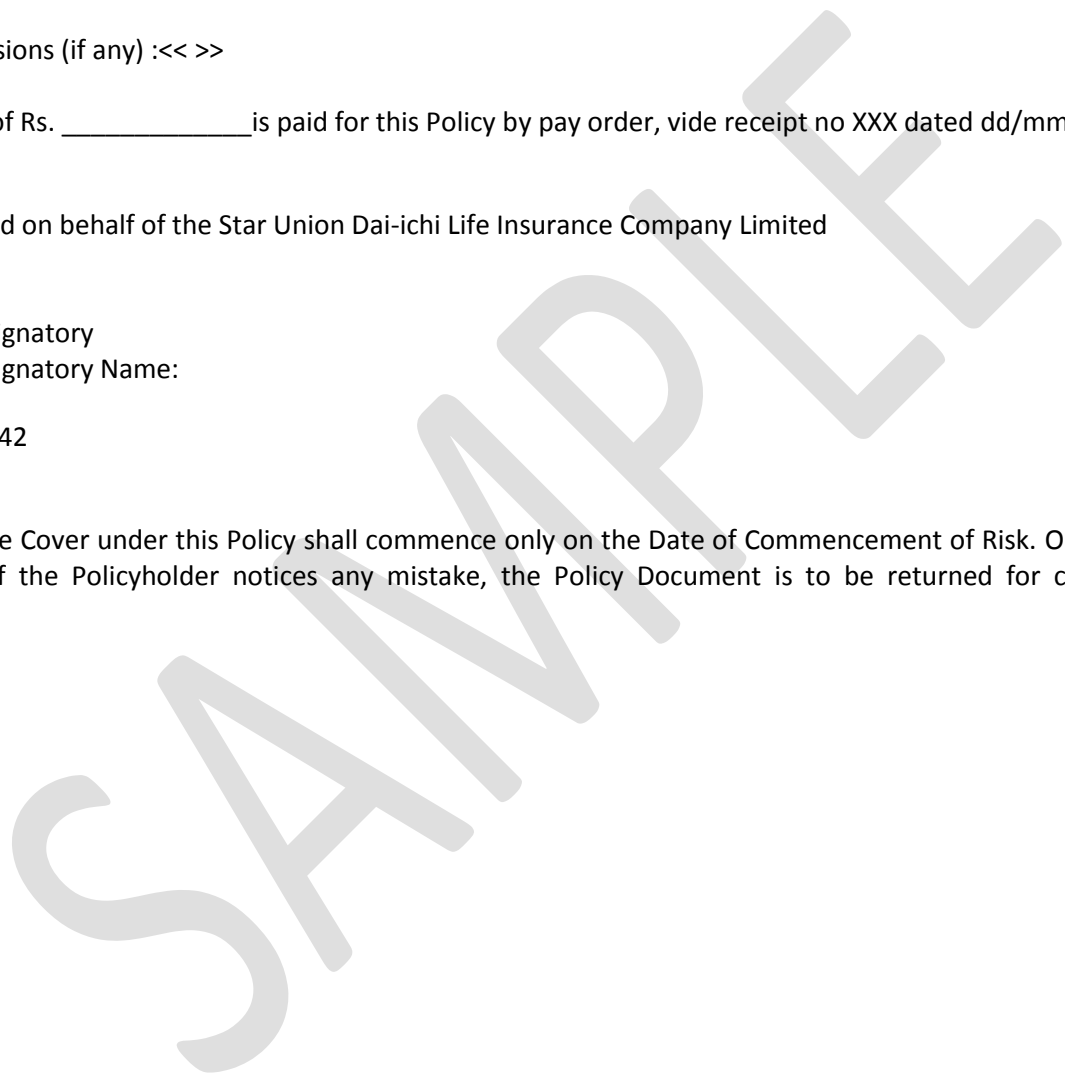 sions (if any) :<< >>
of Rs. _____________is paid for this Policy by pay order, vide receipt no XXX dated dd/mm
d on behalf of the Star Union Dai-ichi Life Insurance Company Limited
gnatory
gnatory Name:
42
e Cover under this Policy shall commence only on the Date of Commencement of Risk. O
f the Policyholder notices any mistake, the Policy Document is to be returned for c
SAMPLE